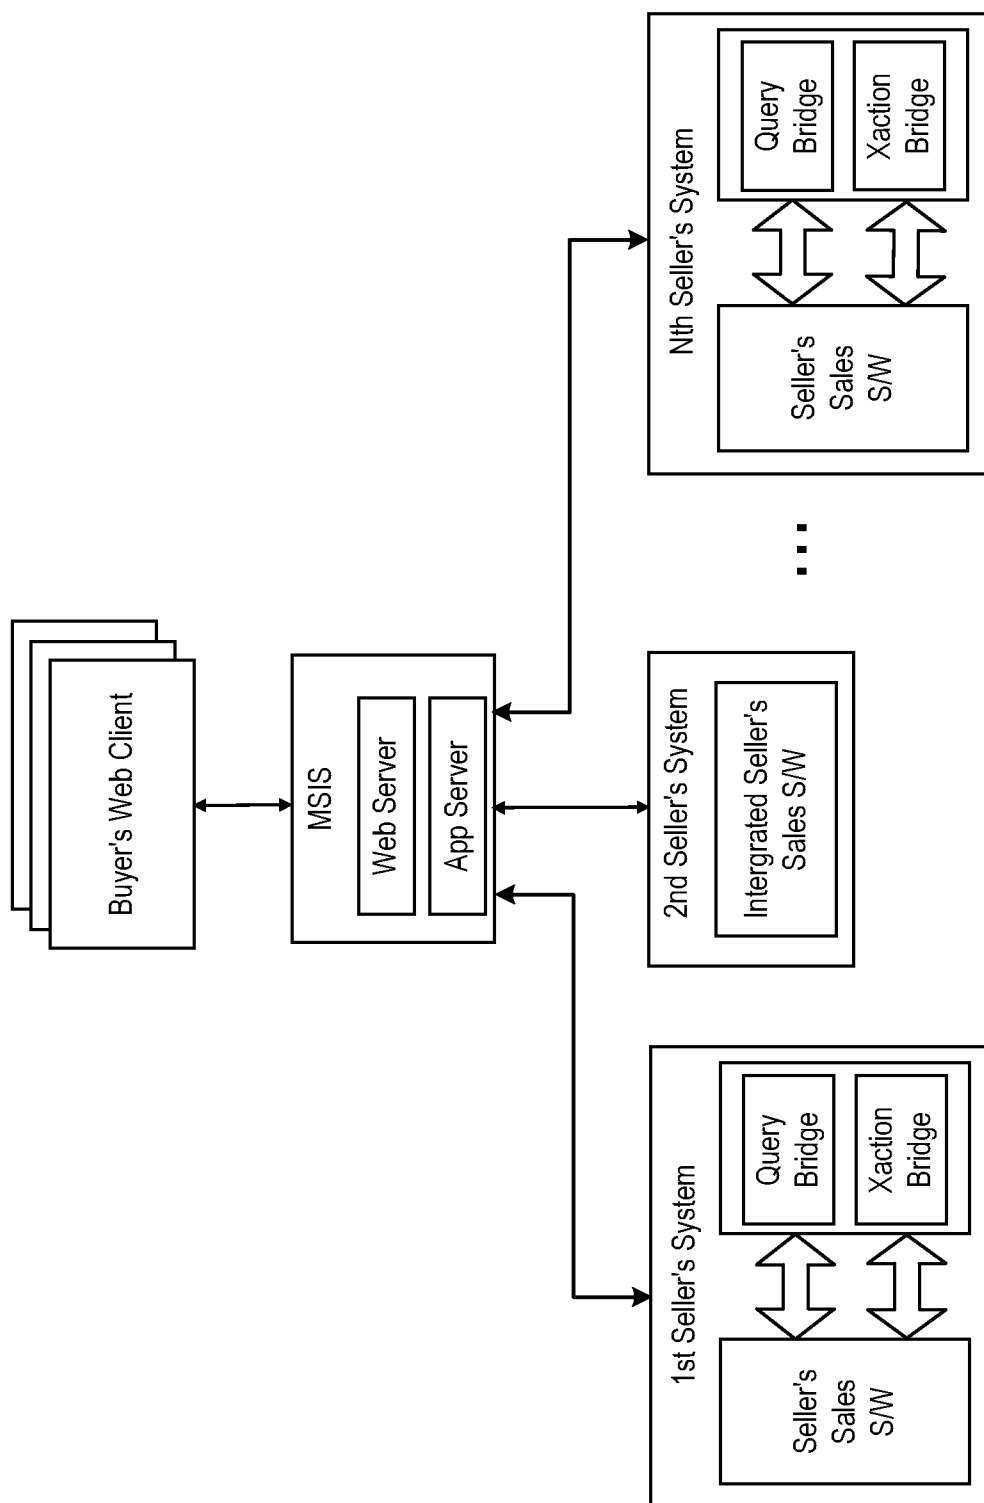 Buyer's Web Client
MSIS
Web Server
App Server
1st Seller's System
Seller's
Sales
S/W
Query
Bridge
Xaction
Bridge
2nd Seller's System
Intergrated Seller's
Sales S/W
...
Nth Seller's System
Seller's
Sales
S/W
Query
Bridge
Xaction
Bridge